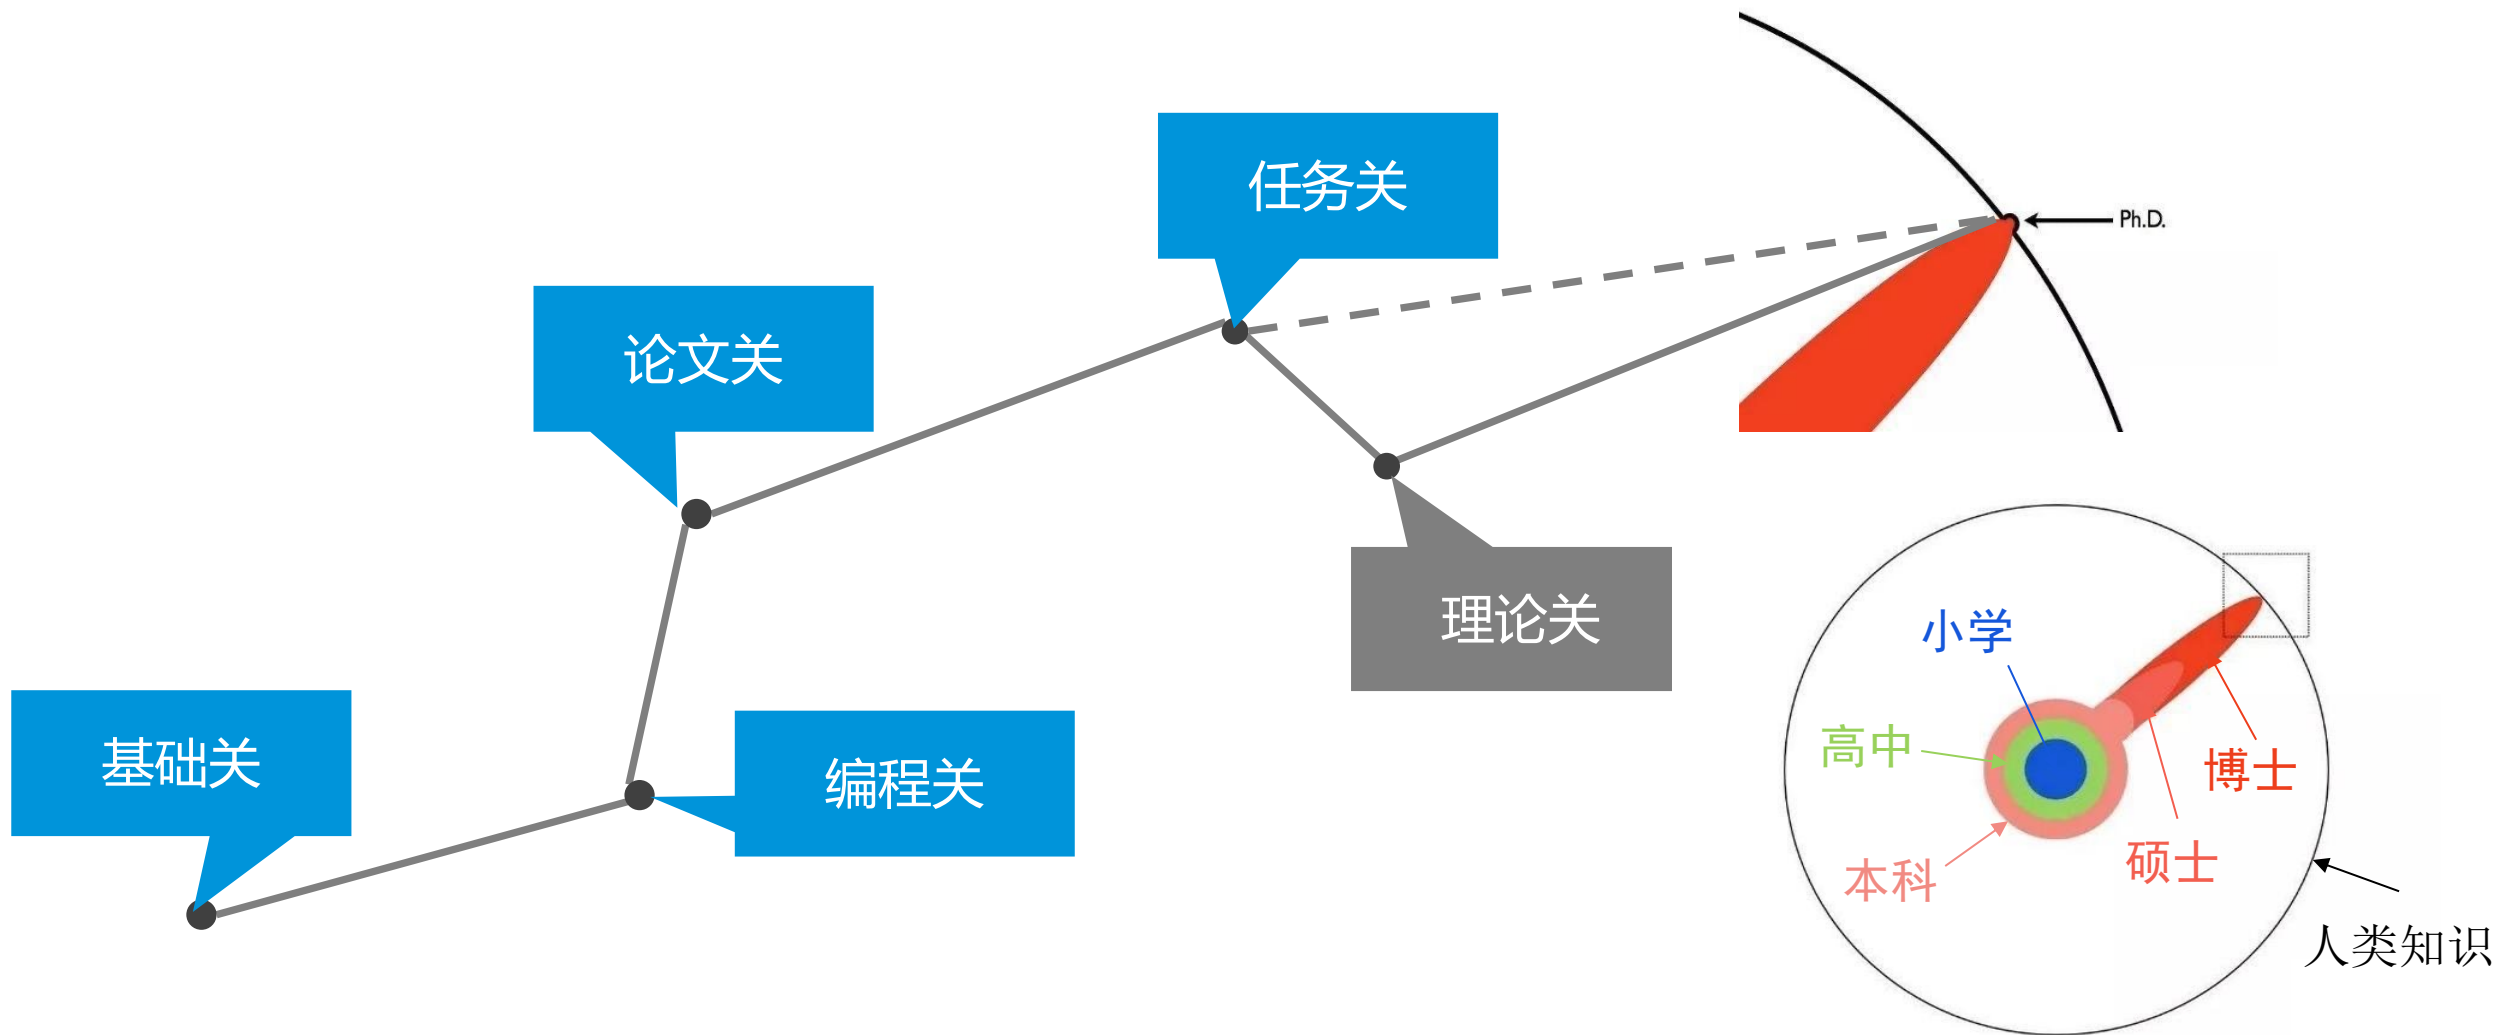 任务关
Ph.D.
论文关
理论关
小学
基础关
编程关
高中
博士
硕士
本科
人类知识